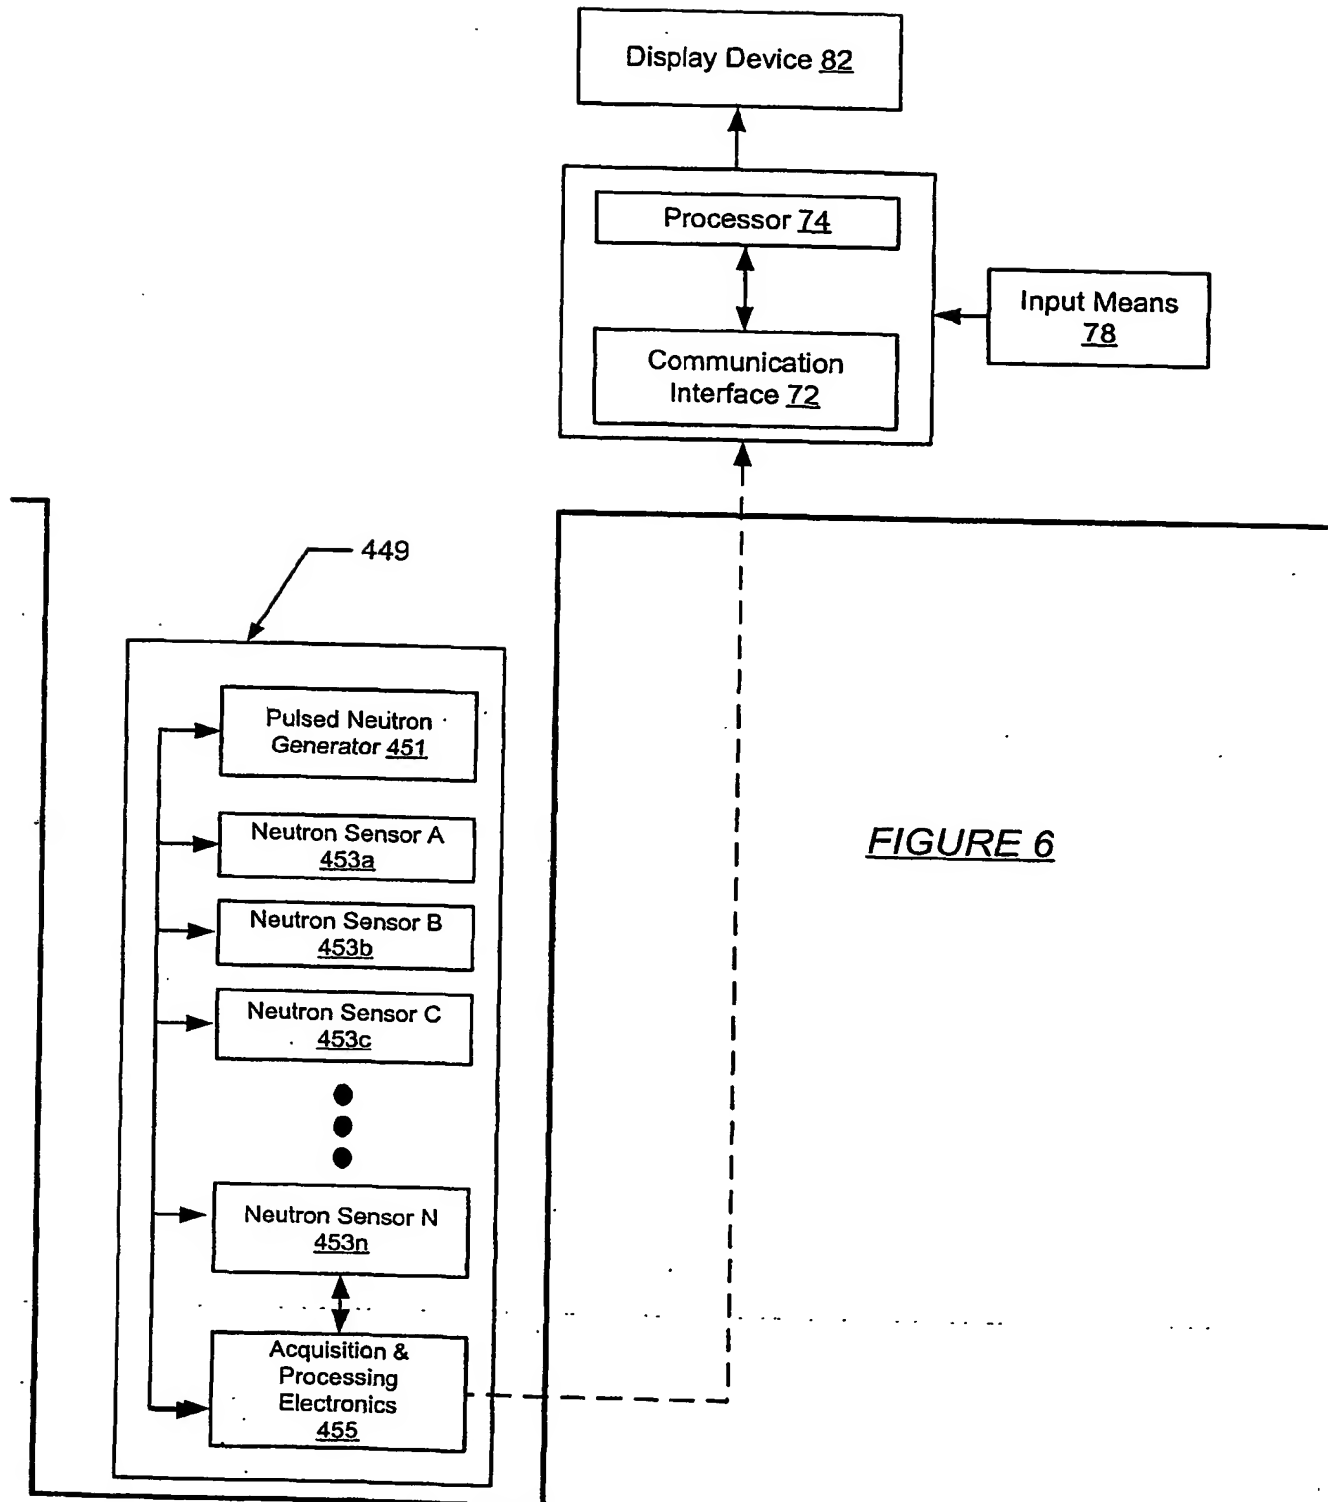 Display Device 82
Processor 74
Communication
Interface 72
Input Means
78
449
Pulsed Neutron
Generator 451
Neutron Sensor A
453a
Neutron Sensor B
453b
Neutron Sensor C
453c
Neutron Sensor N
453n
Acquisition &
Processing
Electronics
455
FIGURE 6